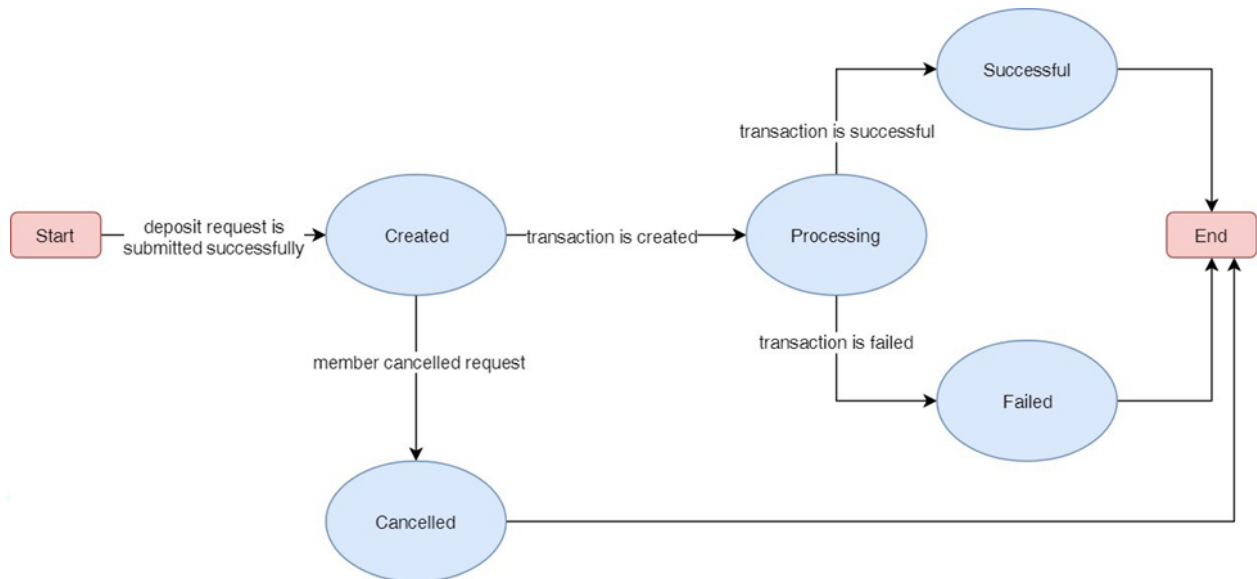 Successful
transaction is successful
Start
deposit request is
submitted successfully
Created
transaction is created
Processing
End
member cancelled request
transaction is failed
Failed
Cancelled